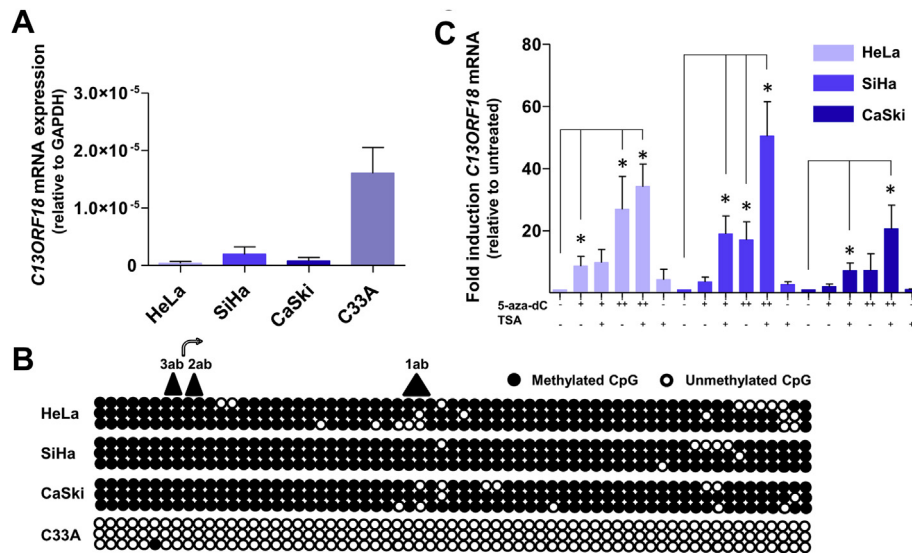 A
C13ORF18 mRNA expression
(relative to GAPDH)
3.0×10⁻⁵
2.0×10⁻⁵
1.0×10⁻⁵
0
HeLa
SiHa
CaSki
C33A
C
Fold induction C13ORF18 mRNA
(relative to untreated)
80
60
40
20
HeLa
SiHa
CaSki
* * * * * * * *
5-aza-dC - + + ++ ++ - - + + ++ ++ - - + + ++ ++ -
TSA - - + - + + - - + - + + - - + - + +
B
3ab 2ab 1ab
Methylated CpG Unmethylated CpG
HeLa
SiHa
CaSki
C33A